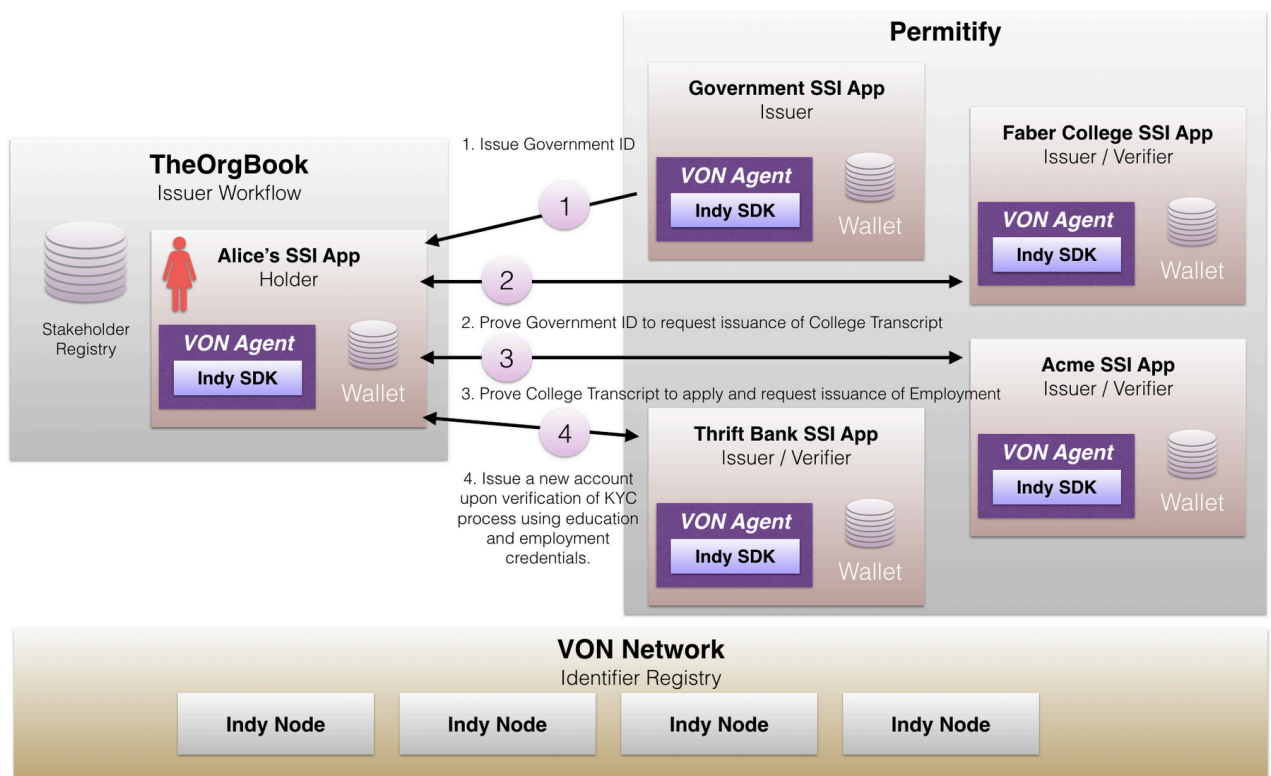 Permitify
Government SSI App
Issuer
VON Agent
Indy SDK
Wallet
Faber College SSI App
Issuer / Verifier
VON Agent
Indy SDK
Wallet
TheOrgBook
Issuer Workflow
Stakeholder
Registry
Alice's SSI App
Holder
VON Agent
Indy SDK
Wallet
1. Issue Government ID
1
2
2. Prove Government ID to request issuance of College Transcript
3
3. Prove College Transcript to apply and request issuance of Employment
4
4. Issue a new account
upon verification of KYC
process using education
and employment
credentials.
Acme SSI App
Issuer / Verifier
VON Agent
Indy SDK
Wallet
Thrift Bank SSI App
Issuer / Verifier
VON Agent
Indy SDK
Wallet
VON Network
Identifier Registry
Indy Node
Indy Node
Indy Node
Indy Node